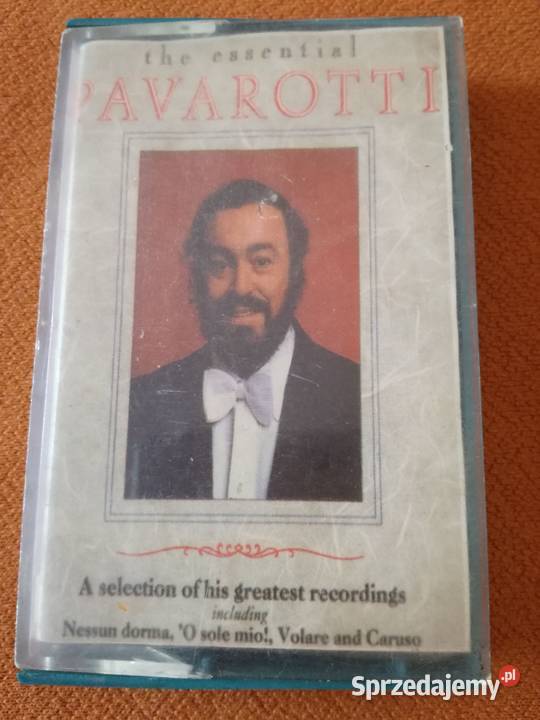 the essential
PAVAROTTI
A selection of his greatest recordings
including
Nessun dorma, 'O sole mio!, Volare and Caruso
Sprzedajemy.pl